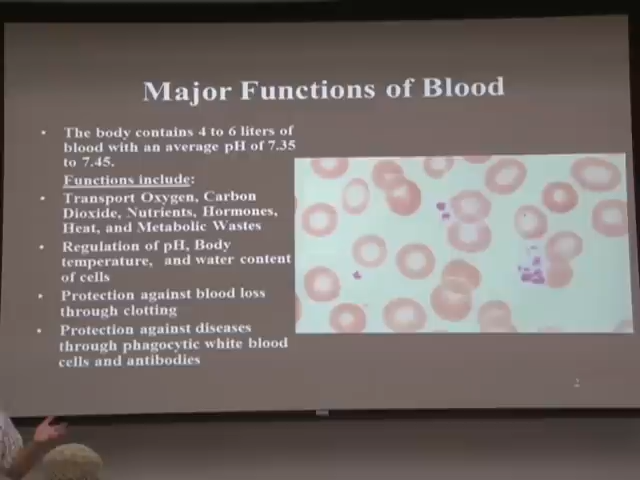 Major Functions of Blood
• The body contains 4 to 6 liters of
blood with an average pH of 7.35
to 7.45.
Functions include:
• Transport Oxygen, Carbon
Dioxide, Nutrients, Hormones,
Heat, and Metabolic Wastes
• Regulation of pH, Body
temperature, and water content
of cells
• Protection against blood loss
through clotting
• Protection against diseases
through phagocytic white blood
cells and antibodies
2